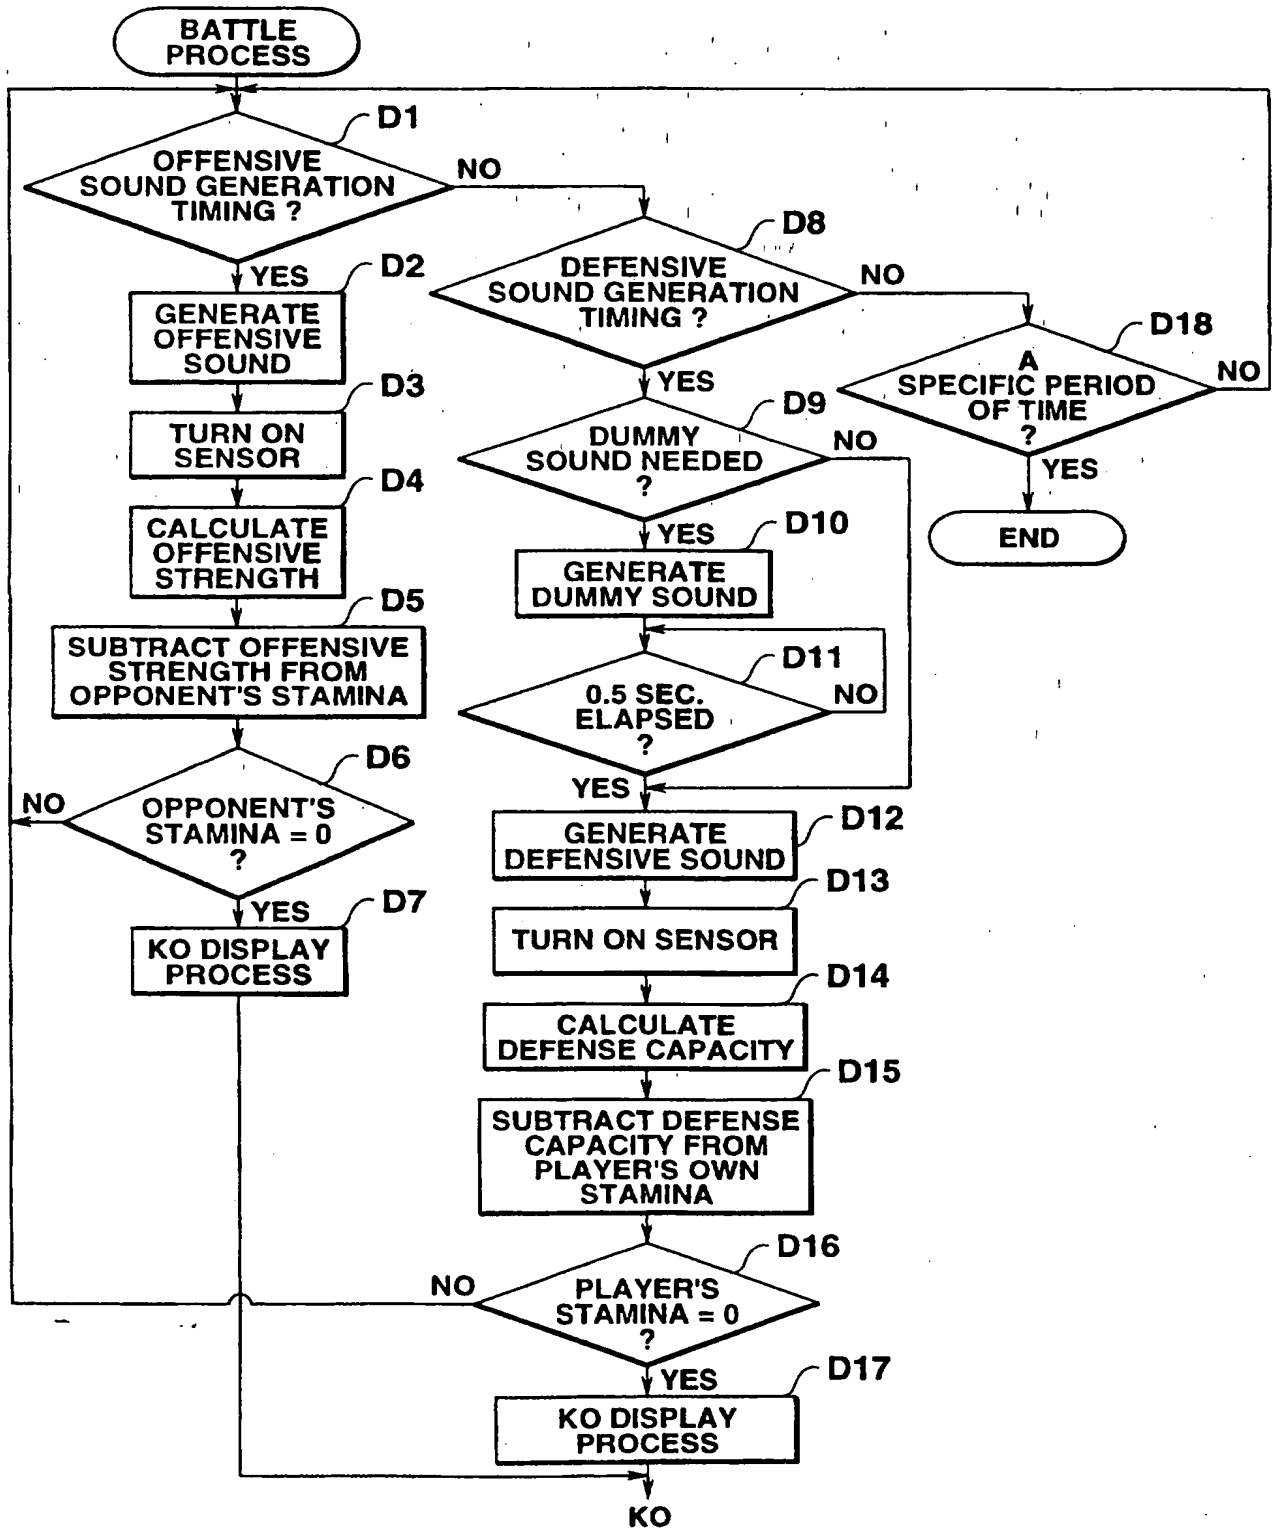 BATTLE
PROCESS
D1
OFFENSIVE
SOUND GENERATION
TIMING ?
NO
YES
D2
GENERATE
OFFENSIVE
SOUND
D3
TURN ON
SENSOR
D4
CALCULATE
OFFENSIVE
STRENGTH
D5
SUBTRACT OFFENSIVE
STRENGTH FROM
OPPONENT'S STAMINA
D6
NO
OPPONENT'S
STAMINA = 0
?
YES
D7
KO DISPLAY
PROCESS
D8
DEFENSIVE
SOUND GENERATION
TIMING ?
NO
YES
D9
DUMMY
SOUND NEEDED
?
NO
YES
D10
GENERATE
DUMMY SOUND
D11
0.5 SEC.
ELAPSED
?
NO
YES
D12
GENERATE
DEFENSIVE SOUND
D13
TURN ON SENSOR
D14
CALCULATE
DEFENSE CAPACITY
D15
SUBTRACT DEFENSE
CAPACITY FROM
PLAYER'S OWN
STAMINA
D16
NO
PLAYER'S
STAMINA = 0
?
YES
D17
KO DISPLAY
PROCESS
KO
D18
A
SPECIFIC PERIOD
OF TIME
?
NO
YES
END